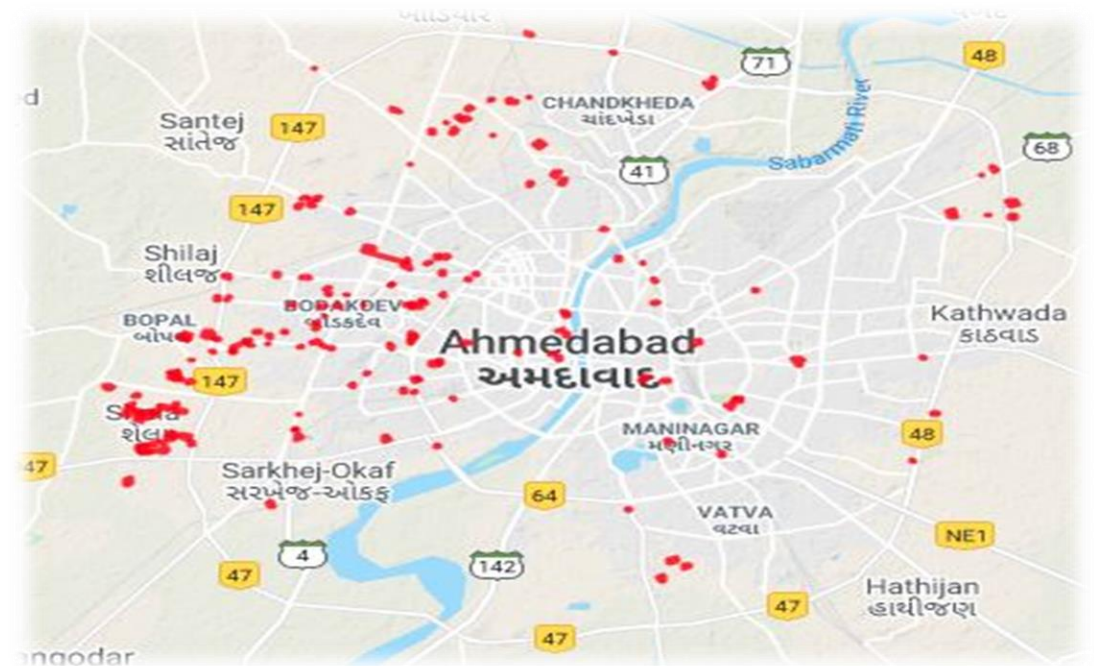 71
48
d
CHANDKHEDA
ચાંદખેડા
Santej
સાંતેજ
147
68
41
Sabarmati River
147
Shilaj
શીલજ
BODAKDEV
બોડકદેવ
Kathwada
કાઠવાડ
BOPAL
બોપલ
Ahmedabad
અમદાવાદ
147
MANINAGAR
મણીનગર
48
47
Sarkhej-Okaf
સરખેજ-ઓકફ
64
VATVA
વટવા
NE1
4
142
47
Hathijan
હાથીજણ
47
47
angodar